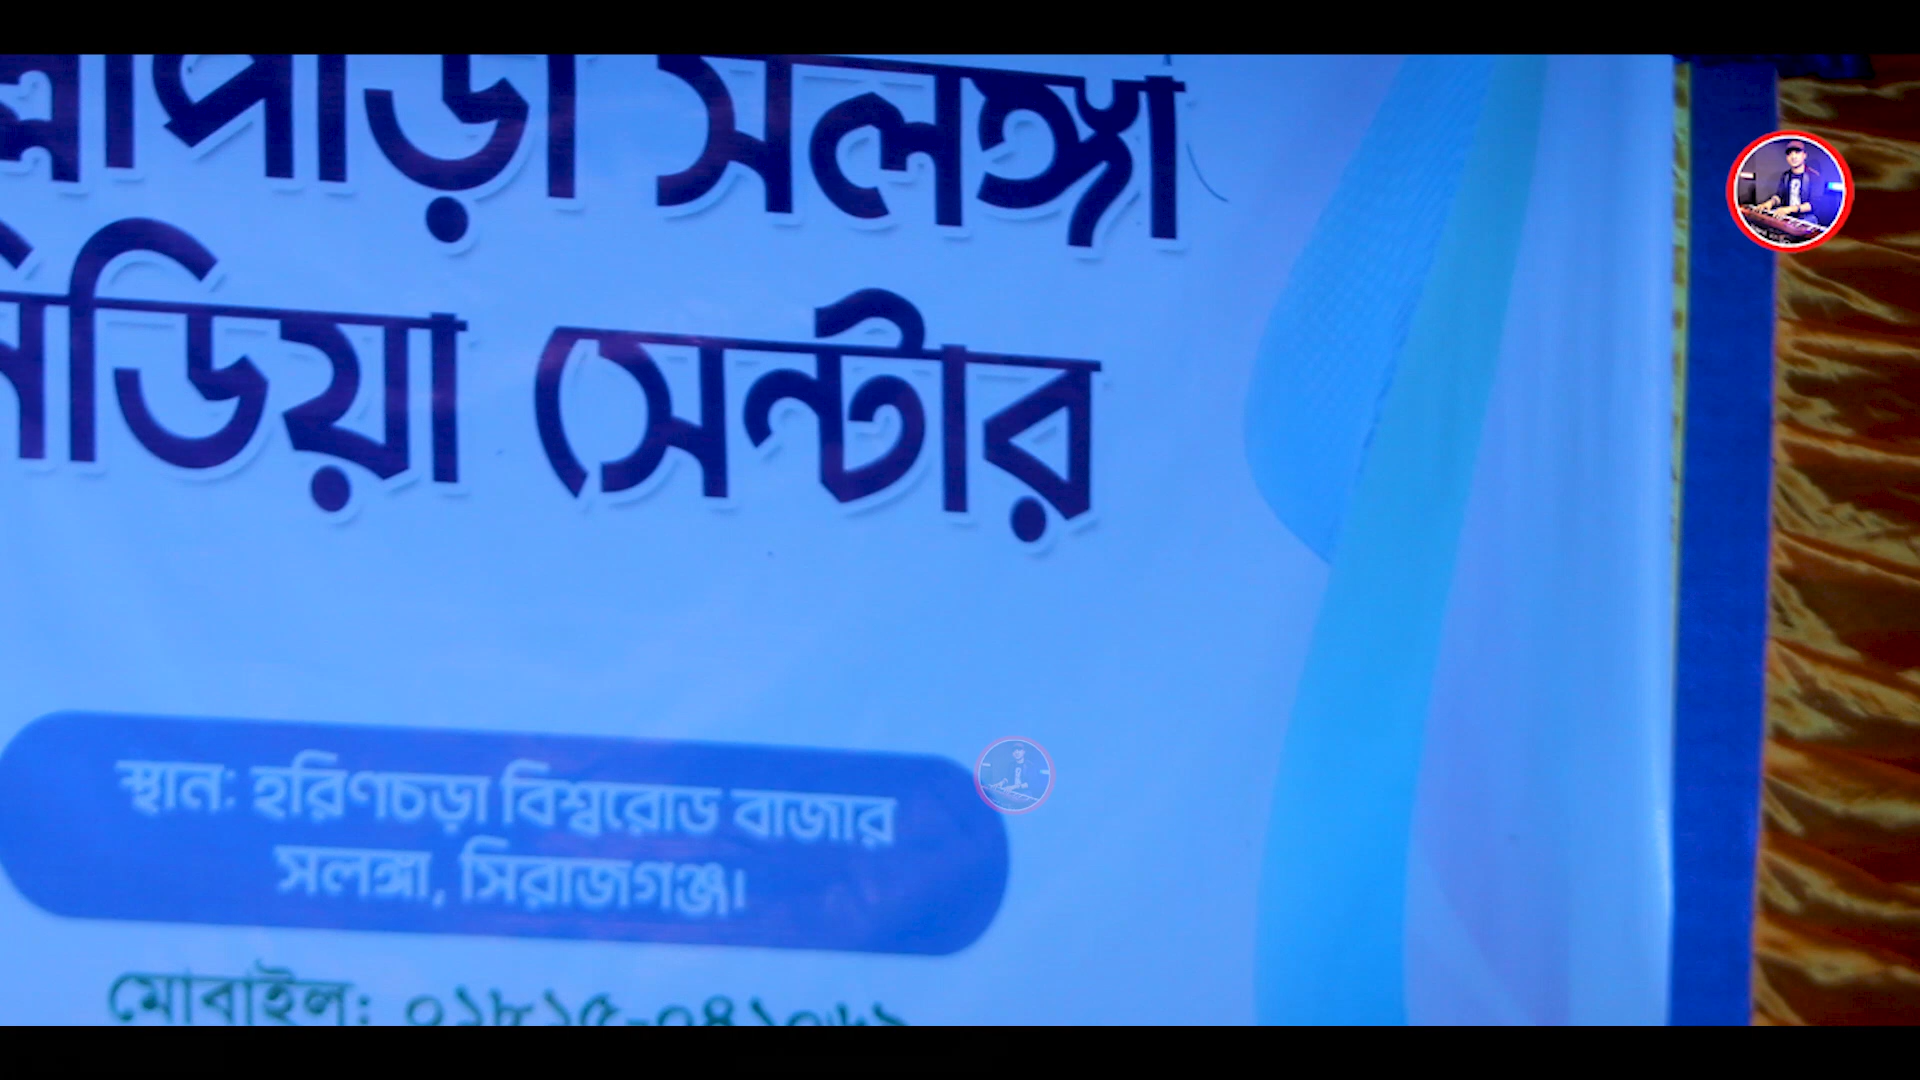 ল্লাপাড়া সলঙ্গা
মিডিয়া সেন্টার
স্থান: হরিণচড়া বিশ্বরোড বাজার
সলঙ্গা, সিরাজগঞ্জ।
মোবাইল: